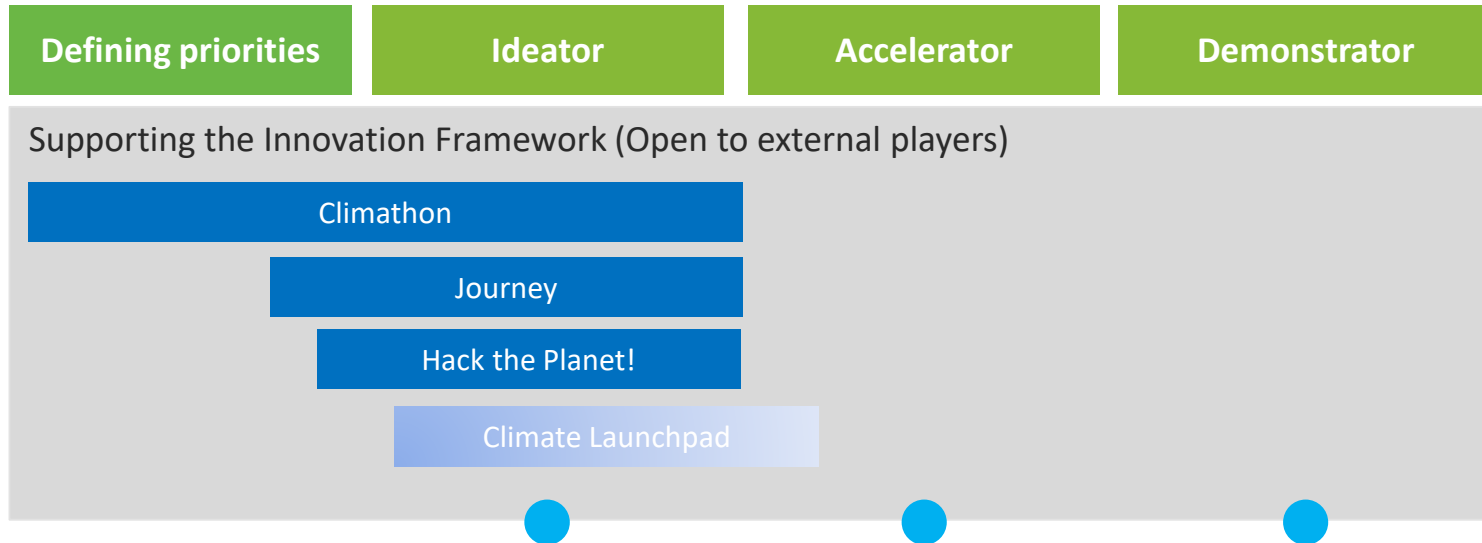 Defining priorities
Ideator
Accelerator
Demonstrator
Supporting the Innovation Framework (Open to external players)
Climathon
Journey
Hack the Planet!
Climate Launchpad